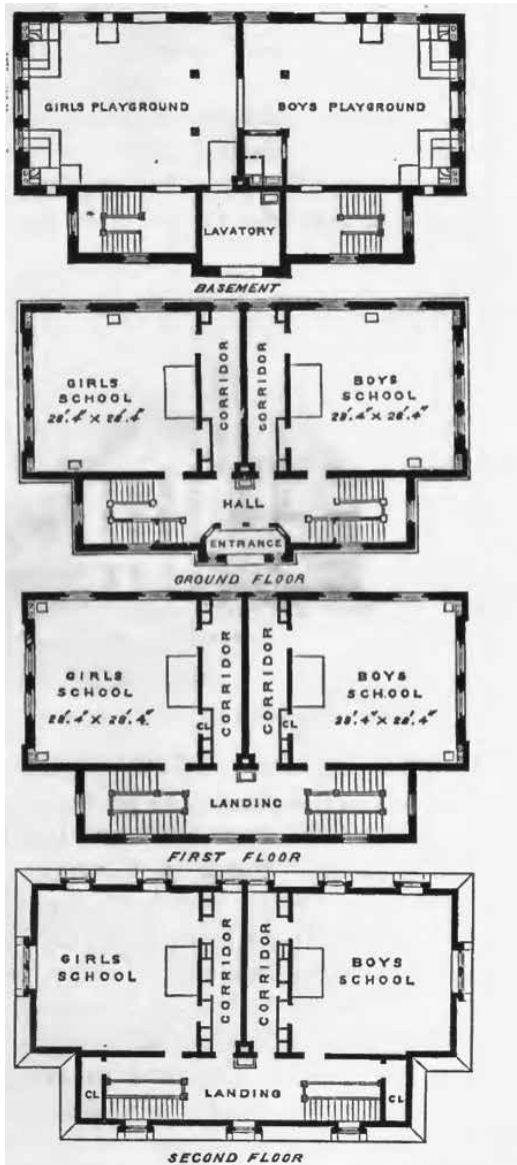 GIRLS PLAYGROUND
BOYS PLAYGROUND
LAVATORY
BASEMENT
GIRLS
SCHOOL
28'.4" × 28'.4"
CORRIDOR
CORRIDOR
BOYS
SCHOOL
28'.4" × 28'.4"
HALL
ENTRANCE
GROUND FLOOR
GIRLS
SCHOOL
28'.4" × 28'.4"
CL
CORRIDOR
CORRIDOR
CL
BOYS
SCHOOL
28'.4" × 28'.4"
LANDING
FIRST FLOOR
GIRLS
SCHOOL
CORRIDOR
CORRIDOR
BOYS
SCHOOL
CL
LANDING
CL
SECOND FLOOR